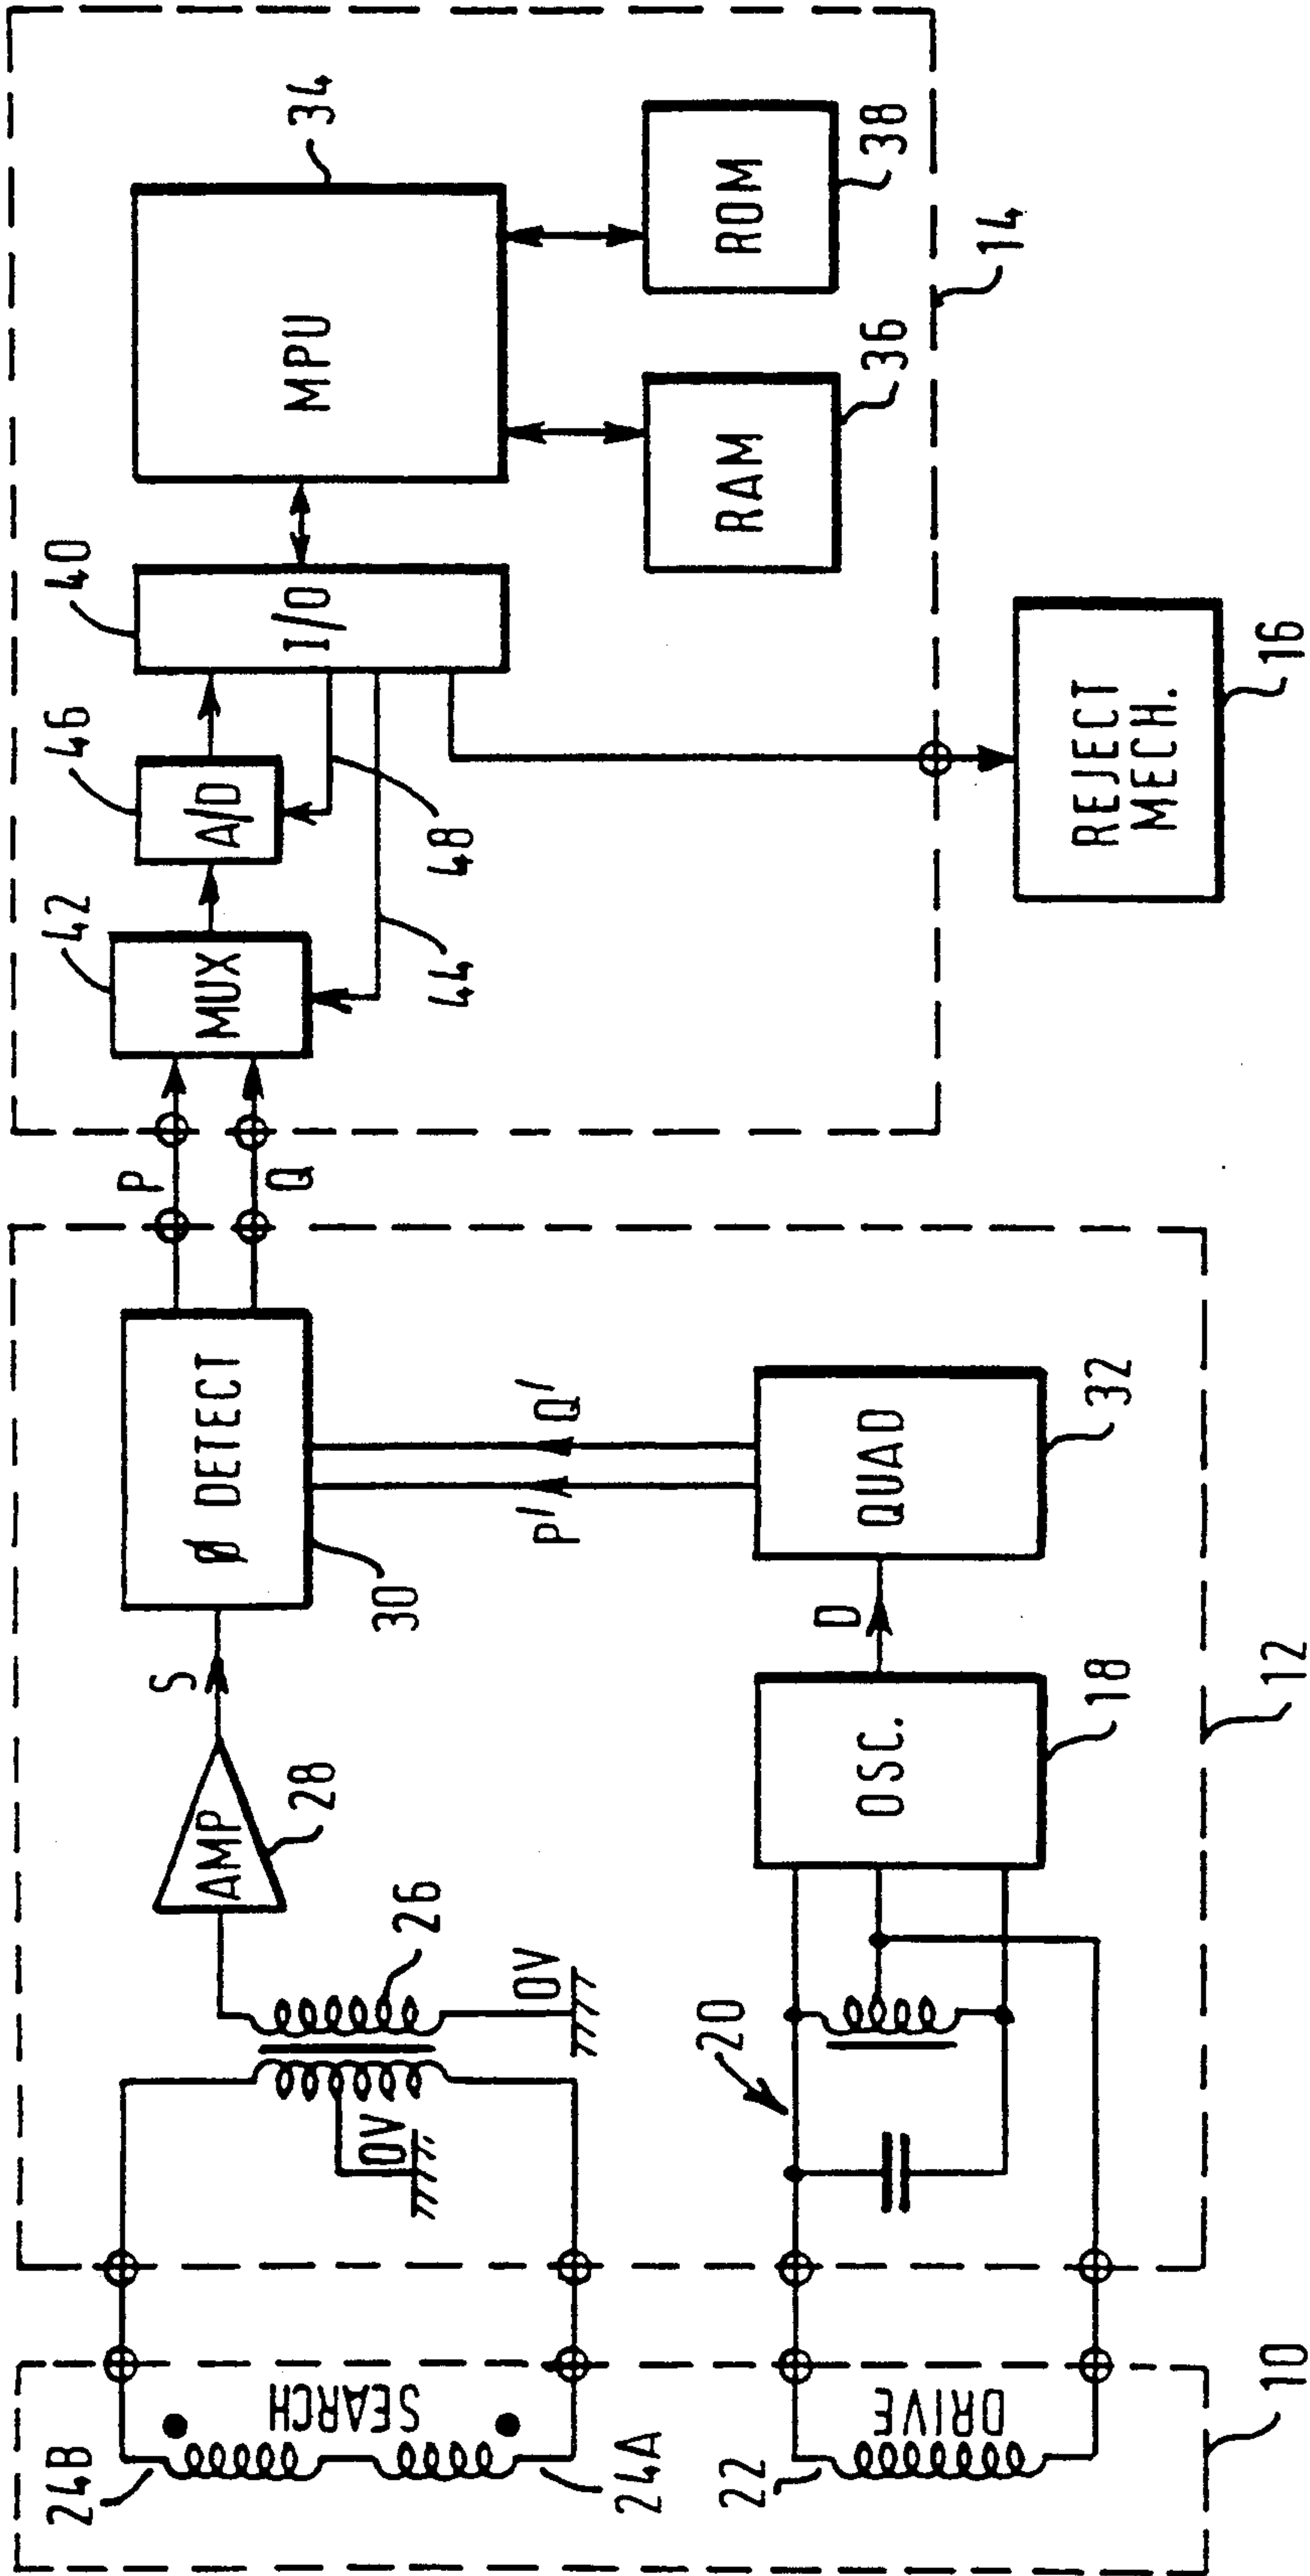 24B
SEARCH
24A
22
DRIVE
10
0V
26
0V
AMP
28
S
Ø DETECT
30
P'
Q'
20
OSC.
18
D
QUAD
32
12
P
Q
MUX
42
44
A/D
46
48
I/O
40
MPU
34
RAM
36
ROM
38
14
REJECT
MECH.
16